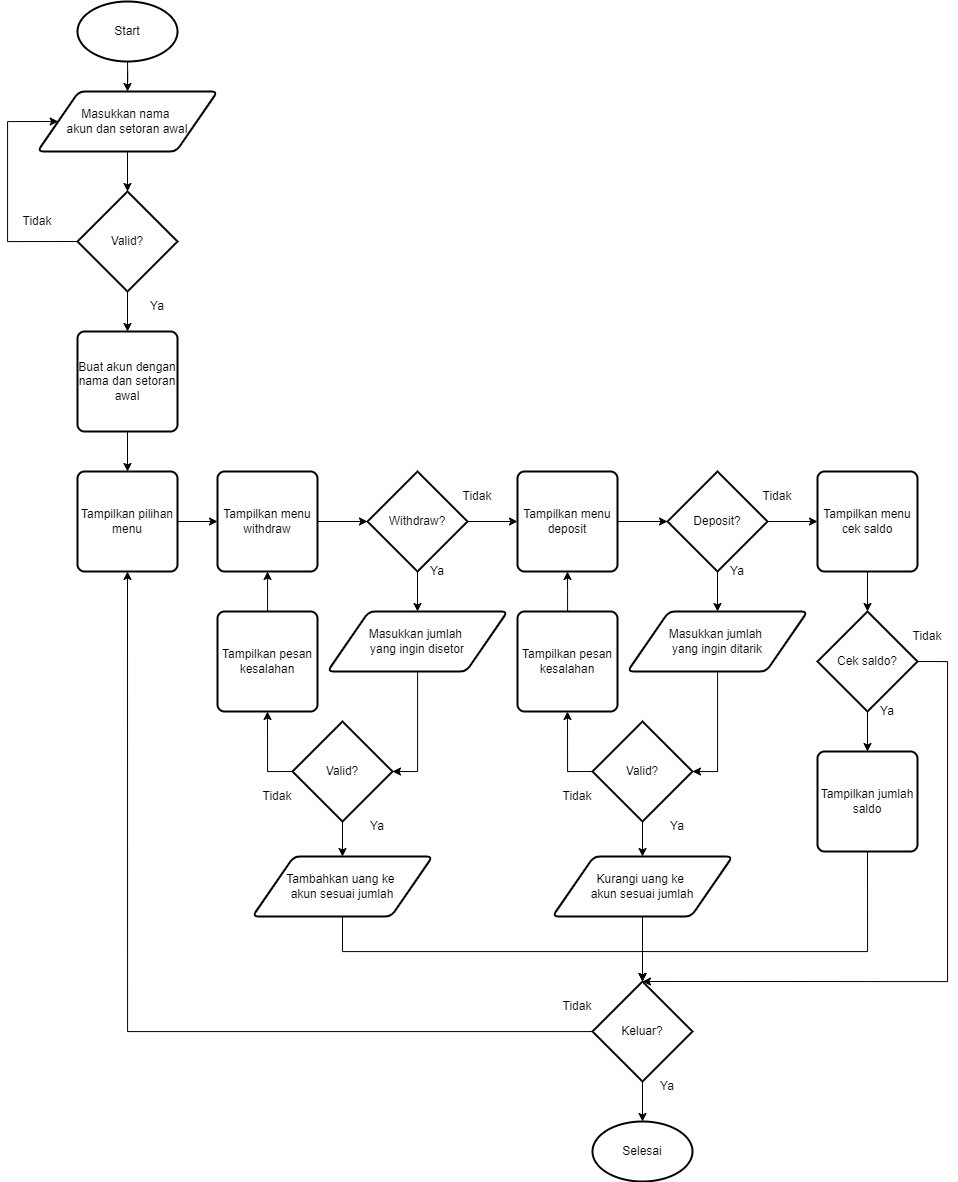 Start
Masukkan nama
akun dan setoran awal
Tidak
Valid?
Ya
Buat akun dengan
nama dan setoran
awal
Tampilkan pilihan
menu
Tampilkan menu
withdraw
Withdraw?
Tidak
Ya
Tampilkan menu
deposit
Deposit?
Tidak
Ya
Tampilkan menu
cek saldo
Tampilkan pesan
kesalahan
Masukkan jumlah
yang ingin disetor
Tampilkan pesan
kesalahan
Masukkan jumlah
yang ingin ditarik
Cek saldo?
Tidak
Ya
Valid?
Tidak
Ya
Valid?
Tidak
Ya
Tampilkan jumlah
saldo
Tambahkan uang ke
akun sesuai jumlah
Kurangi uang ke
akun sesuai jumlah
Tidak
Keluar?
Ya
Selesai